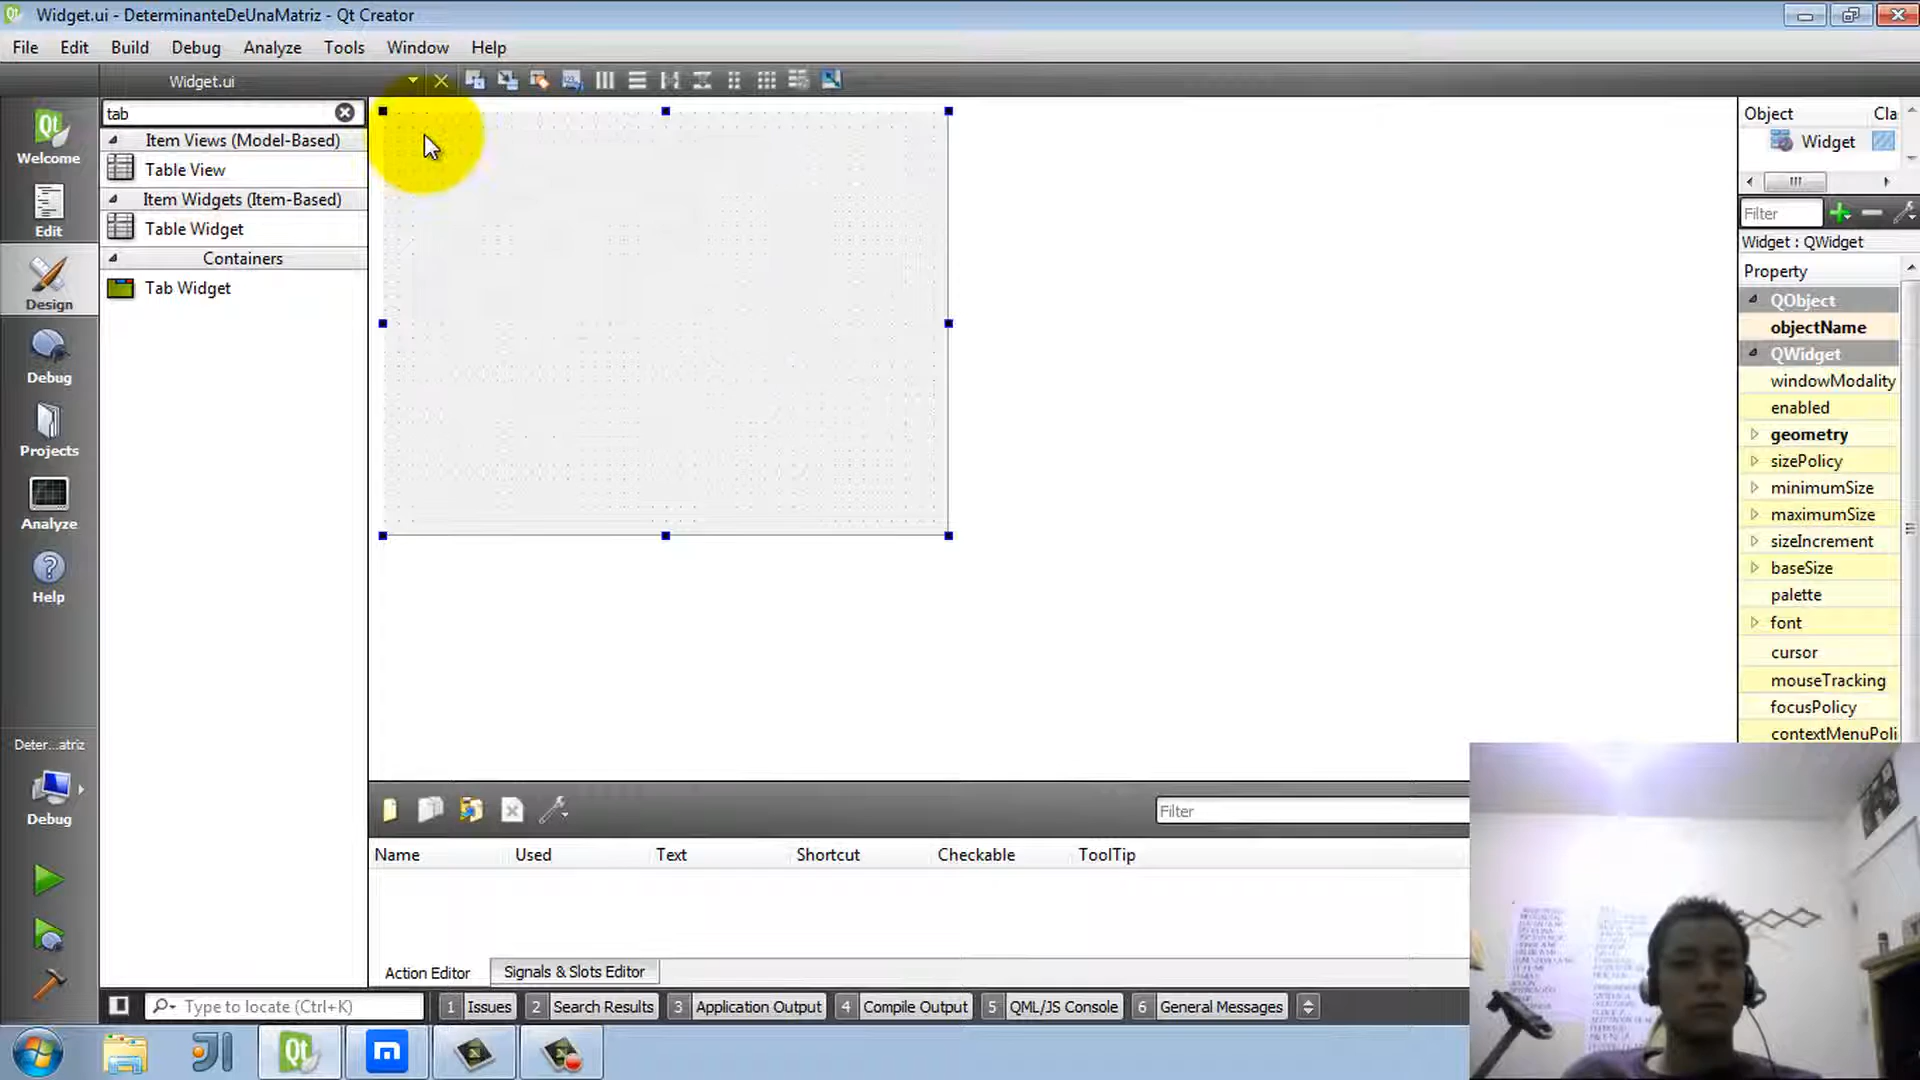 Widget.ui - DeterminanteDeUnaMatriz - Qt Creator
File Edit Build Debug Analyze Tools Window Help
Widget.ui
tab
Item Views (Model-Based)
Table View
Item Widgets (Item-Based)
Table Widget
Containers
Tab Widget
Qt
Welcome
Edit
Design
Debug
Projects
Analyze
Help
Deter...atriz
Debug
Object Cla
Widget
Filter
Widget : QWidget
Property
QObject
objectName
QWidget
windowModality
enabled
geometry
sizePolicy
minimumSize
maximumSize
sizeIncrement
baseSize
palette
font
cursor
mouseTracking
focusPolicy
contextMenuPoli
Filter
Name Used Text Shortcut Checkable ToolTip
Action Editor Signals & Slots Editor
Type to locate (Ctrl+K) 1 Issues 2 Search Results 3 Application Output 4 Compile Output 5 QML/JS Console 6 General Messages
Qt